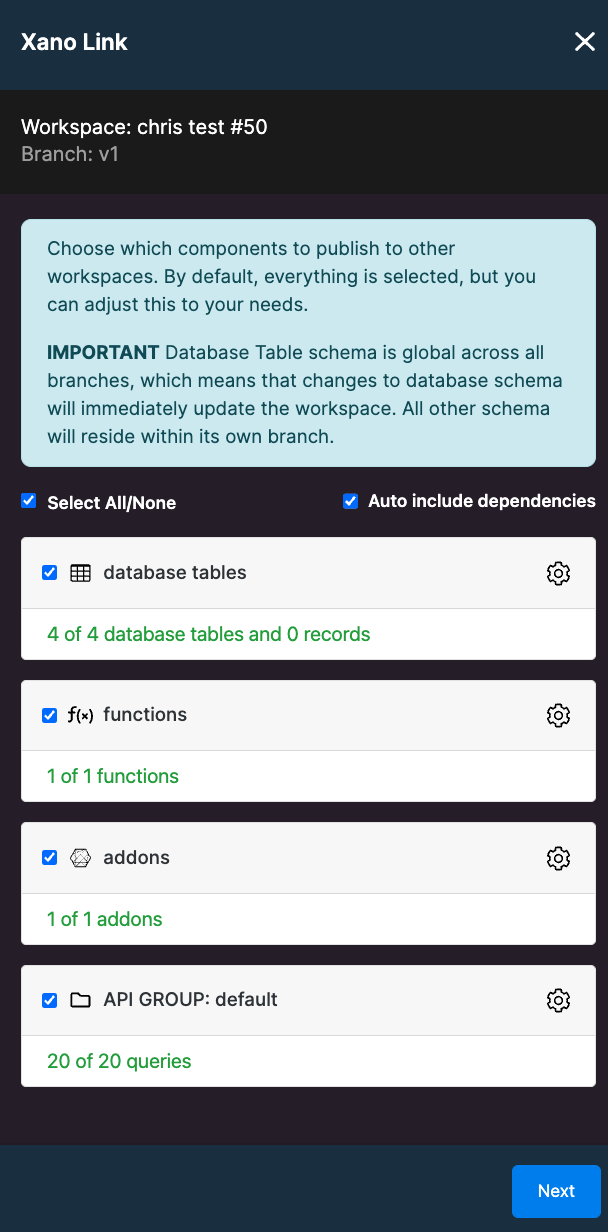 Xano Link
Workspace: chris test #50
Branch: v1
Choose which components to publish to other
workspaces. By default, everything is selected, but you
can adjust this to your needs.
IMPORTANT Database Table schema is global across all
branches, which means that changes to database schema
will immediately update the workspace. All other schema
will reside within its own branch.
Select All/None
Auto include dependencies
database tables
4 of 4 database tables and 0 records
f(x) functions
1 of 1 functions
addons
1 of 1 addons
API GROUP: default
20 of 20 queries
Next